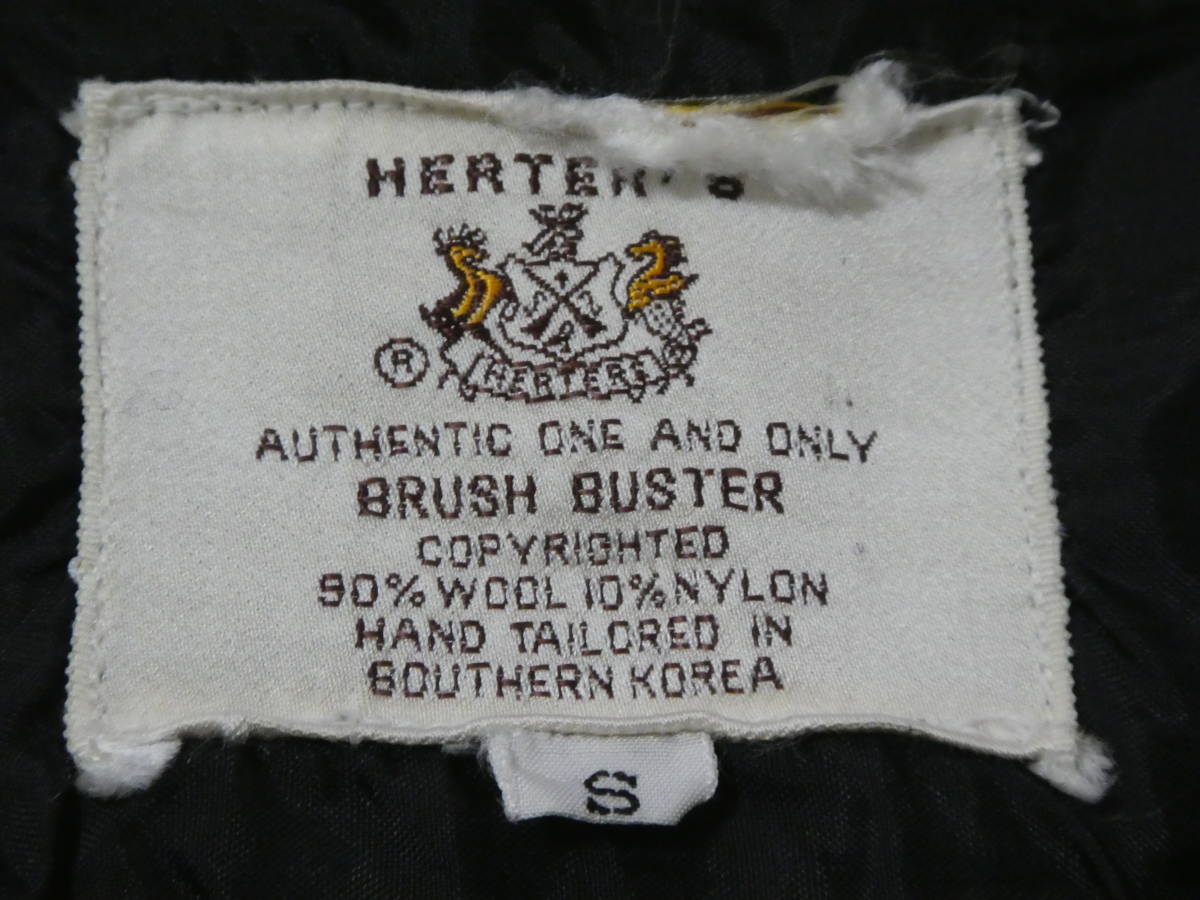 HERTER'S
®
HERTERS
AUTHENTIC ONE AND ONLY
BRUSH BUSTER
COPYRIGHTED
90% WOOL 10% NYLON
HAND TAILORED IN
SOUTHERN KOREA
S